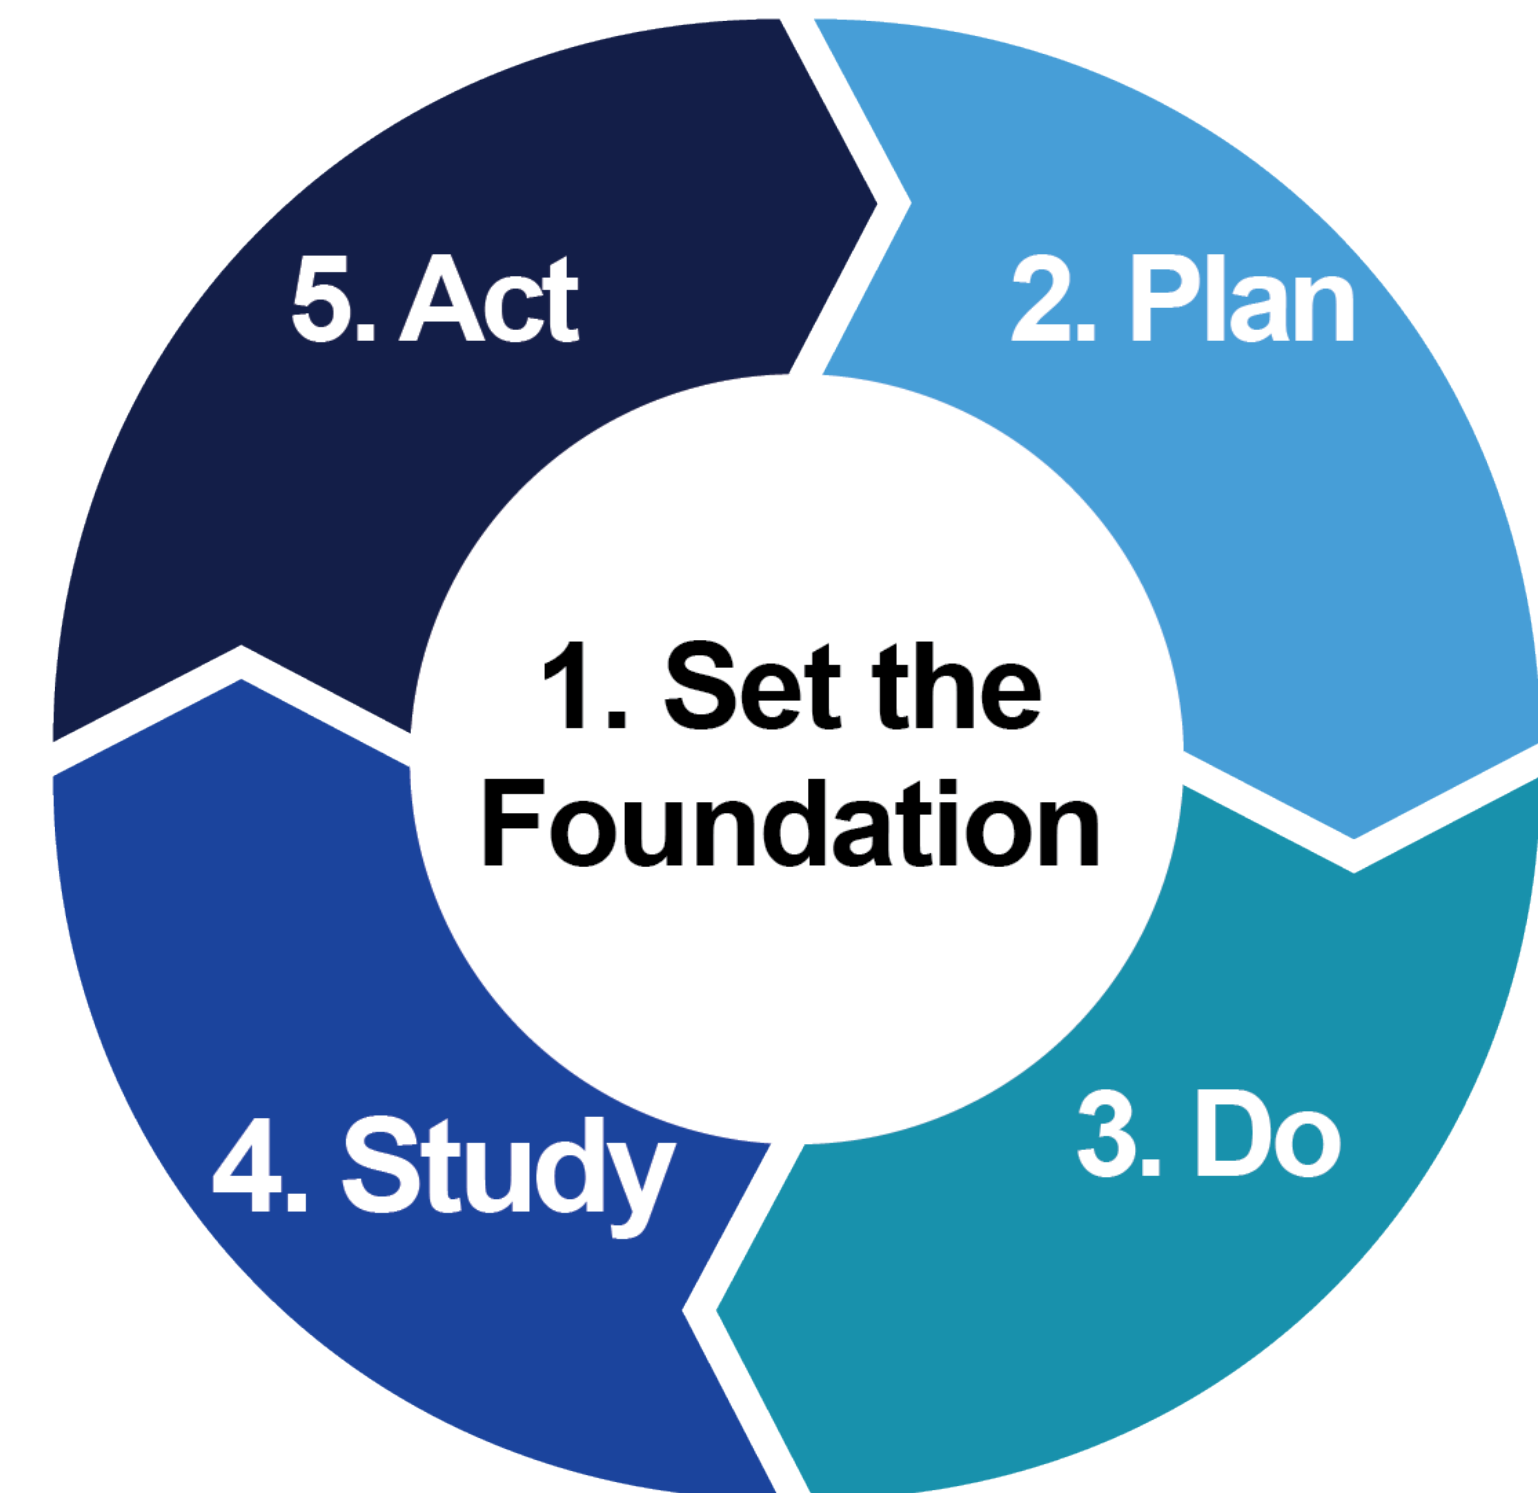 5. Act
2. Plan
1. Set the
Foundation
3. Do
4. Study